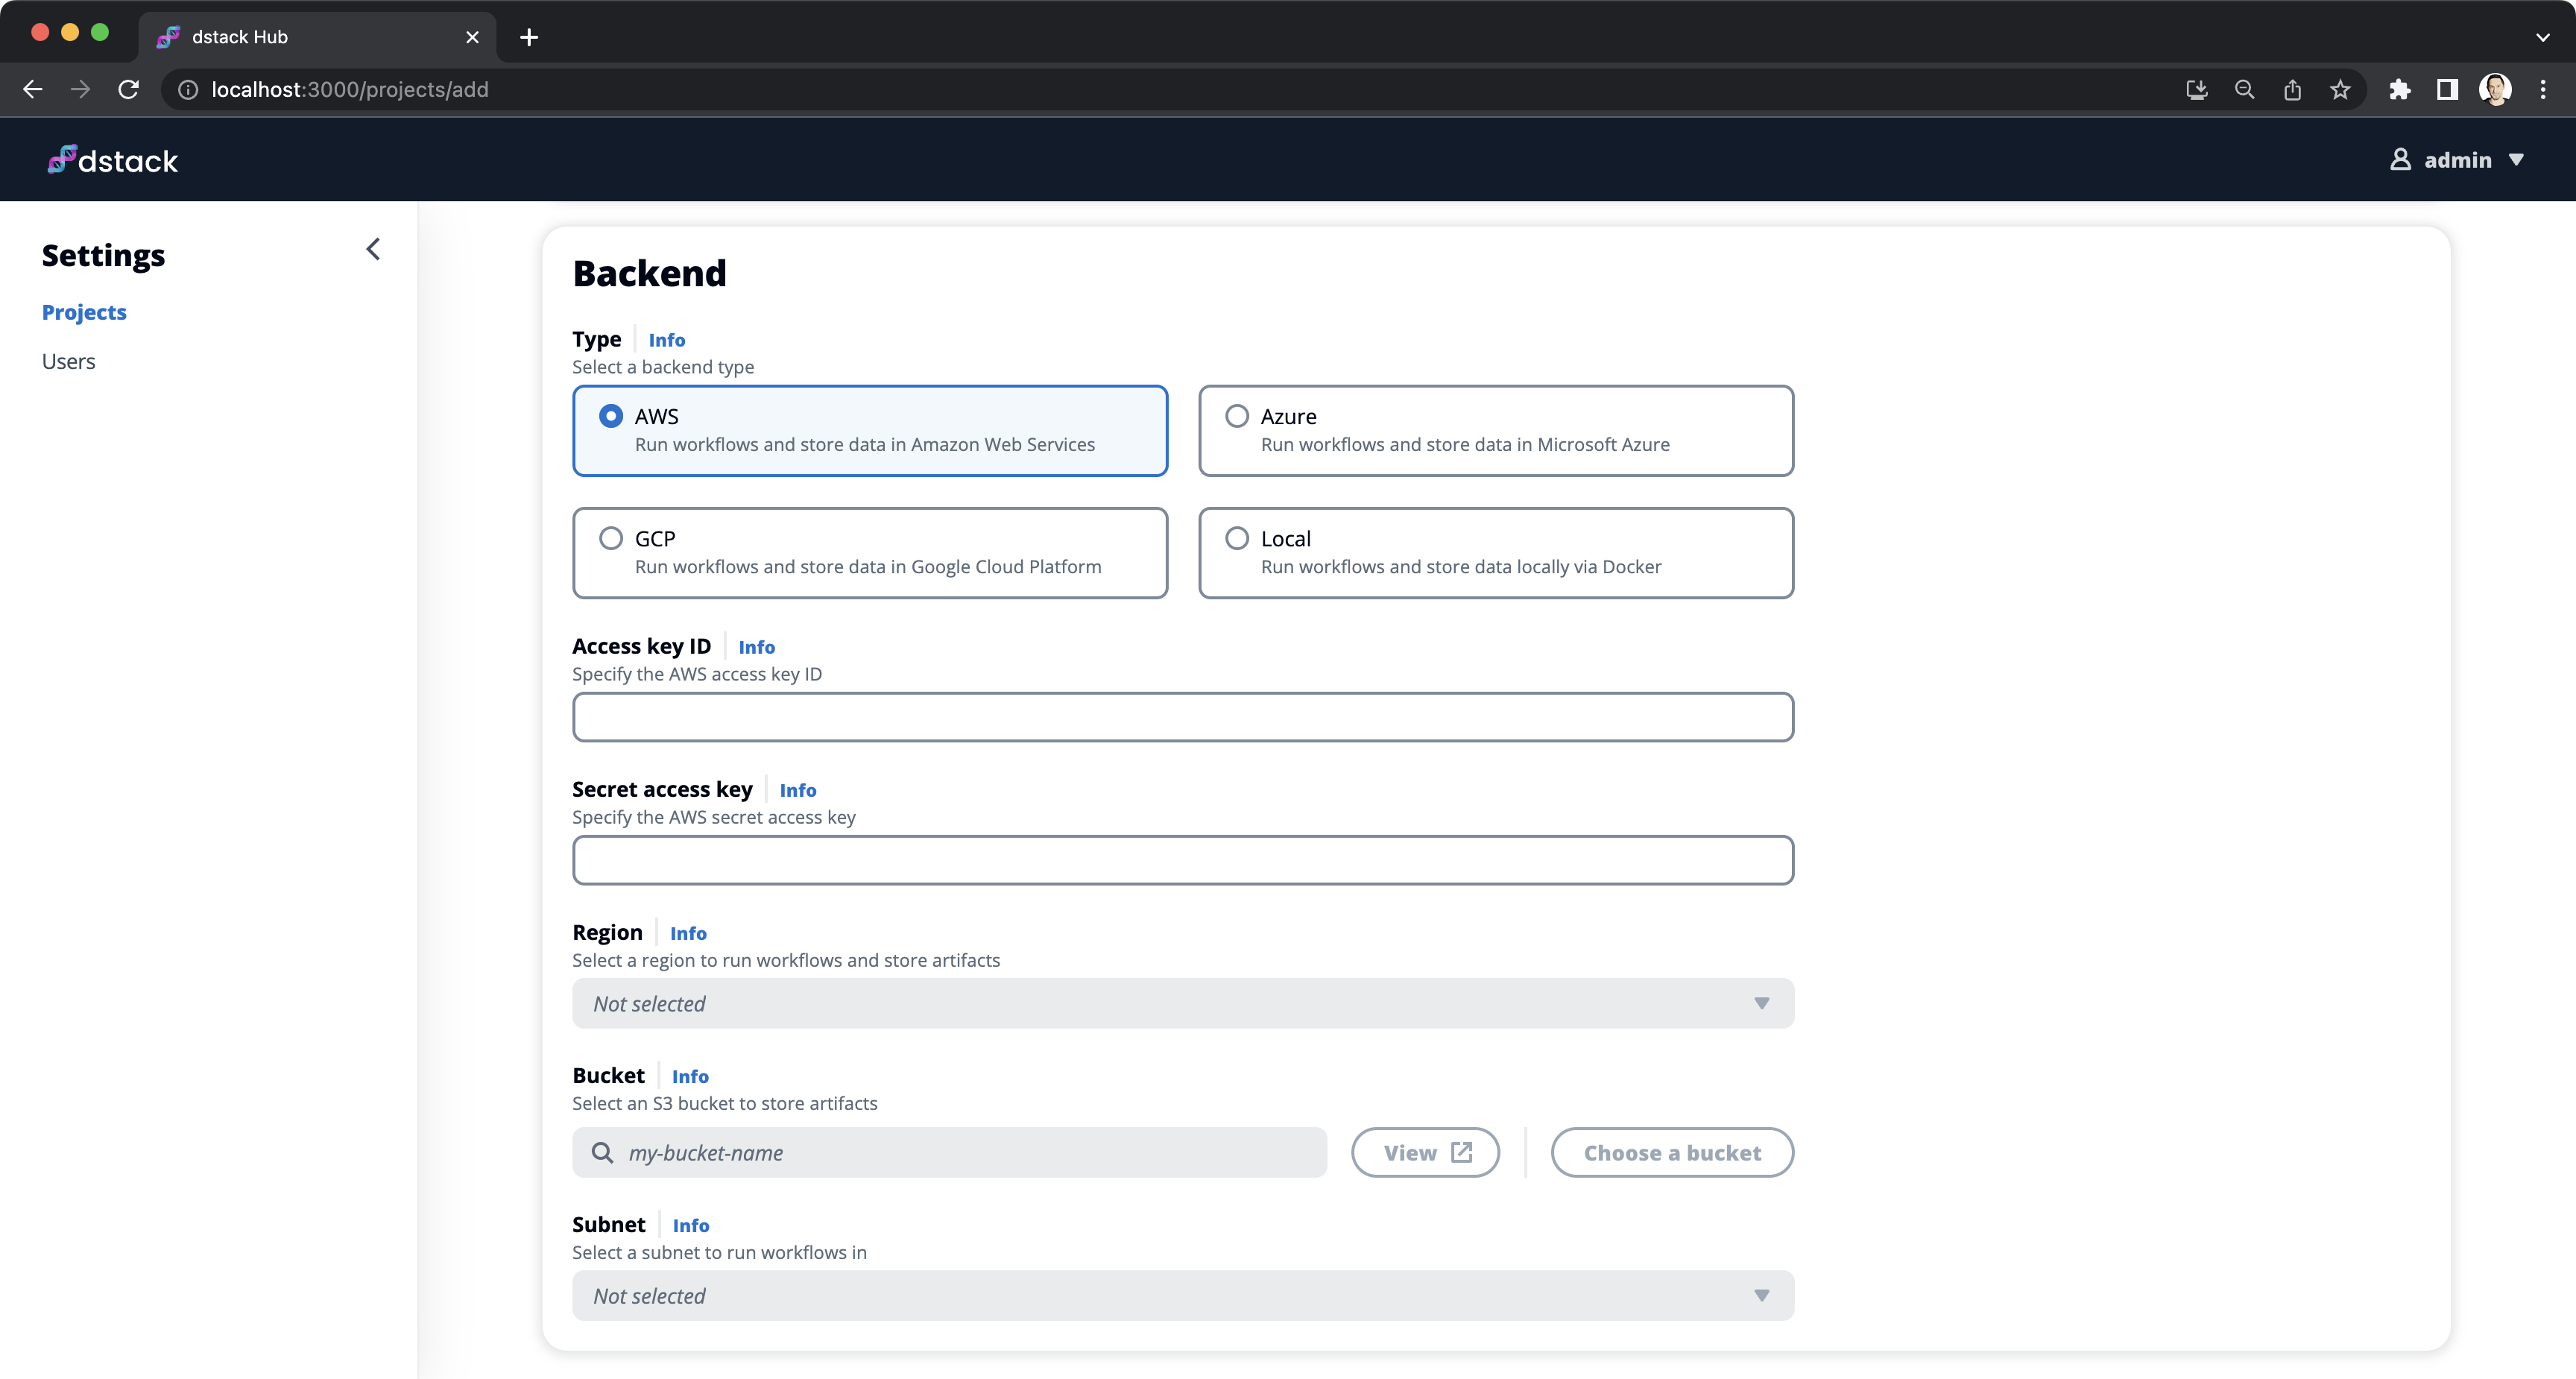 dstack Hub
localhost:3000/projects/add
dstack
admin
Settings
Projects
Users
Backend
Type Info
Select a backend type
AWS
Run workflows and store data in Amazon Web Services
Azure
Run workflows and store data in Microsoft Azure
GCP
Run workflows and store data in Google Cloud Platform
Local
Run workflows and store data locally via Docker
Access key ID Info
Specify the AWS access key ID
Secret access key Info
Specify the AWS secret access key
Region Info
Select a region to run workflows and store artifacts
Not selected
Bucket Info
Select an S3 bucket to store artifacts
my-bucket-name View Choose a bucket
Subnet Info
Select a subnet to run workflows in
Not selected